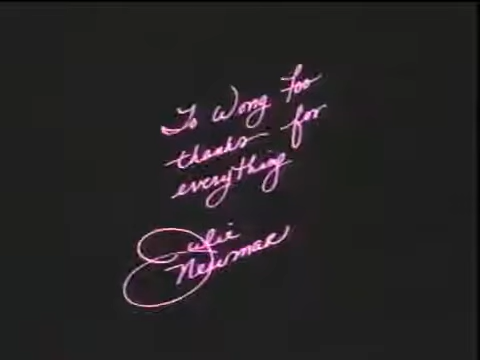 To Wong Foo
thanks for
everything
Julie
Newmar